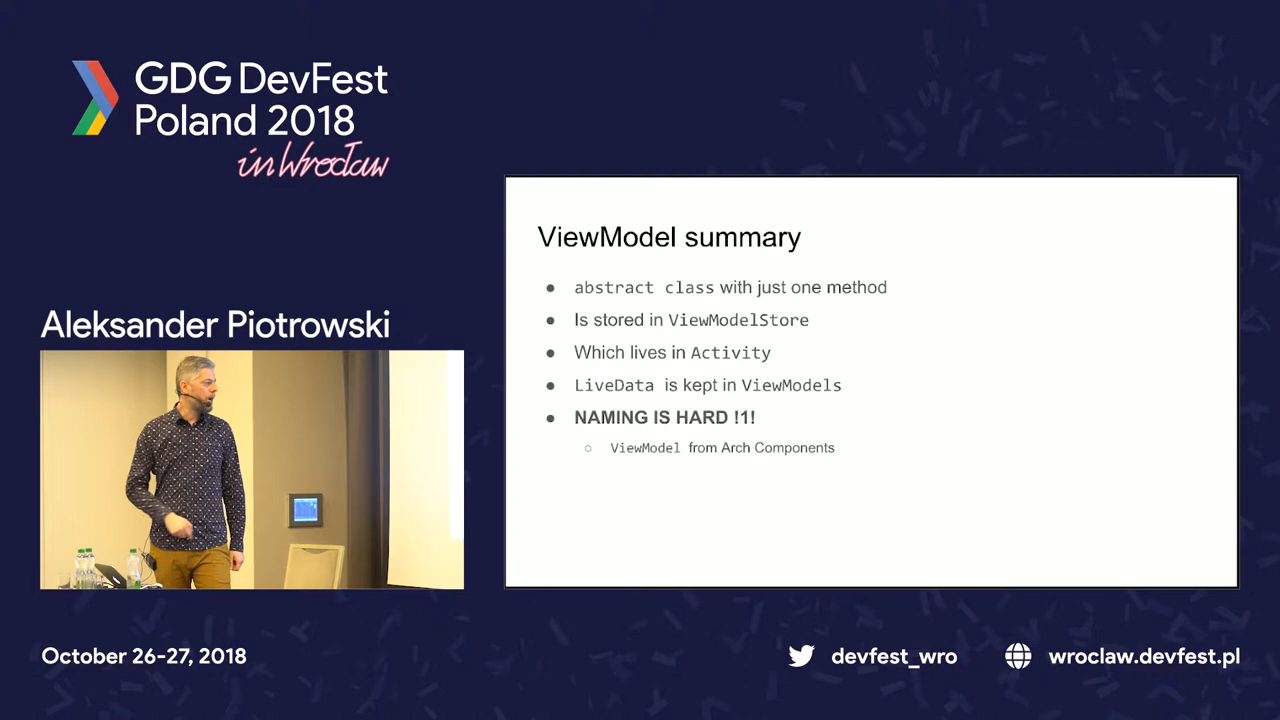 GDG DevFest
Poland 2018
in Wrocław
ViewModel summary
● abstract class with just one method
● Is stored in ViewModelStore
● Which lives in Activity
● LiveData is kept in ViewModels
● NAMING IS HARD !1!
○ ViewModel from Arch Components
Aleksander Piotrowski
October 26-27, 2018
devfest_wro
wroclaw.devfest.pl